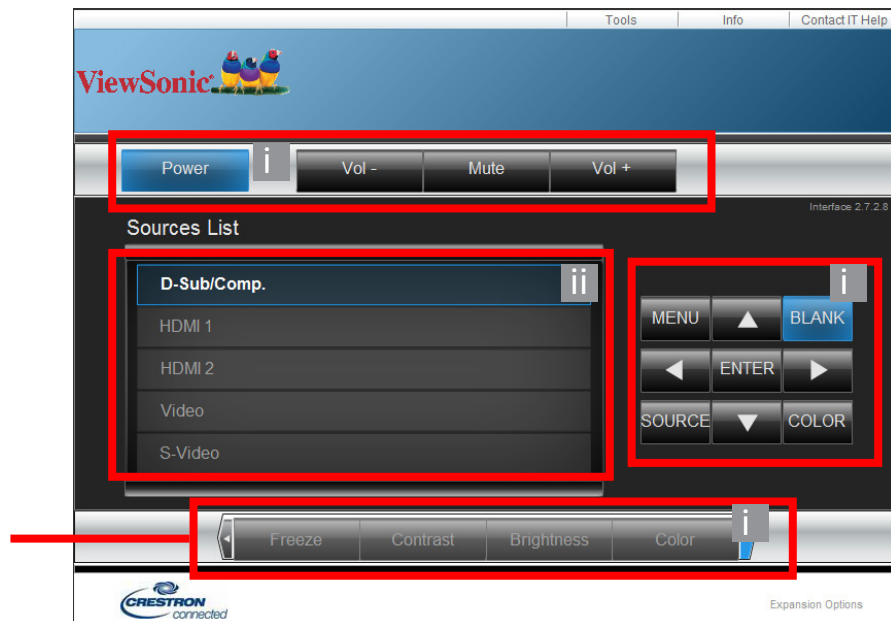 Tools Info Contact IT Help
ViewSonic
Power i Vol - Mute Vol +
Interface 2.7.2.8
Sources List
D-Sub/Comp. ii
HDMI 1
HDMI 2
Video
S-Video
i
MENU BLANK
ENTER
SOURCE COLOR
Freeze Contrast Brightness Color i
CRESTRON
connected
Expansion Options